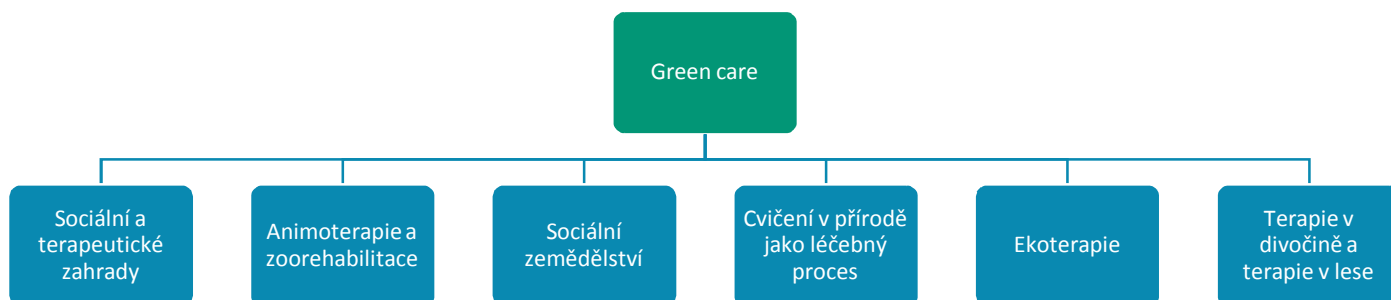 Green care
Sociální a
terapeutické
zahrady
Animoterapie a
zoorehabilitace
Sociální
zemědělství
Cvičení v přírodě
jako léčebný
proces
Ekoterapie
Terapie v
divočině a
terapie v lese